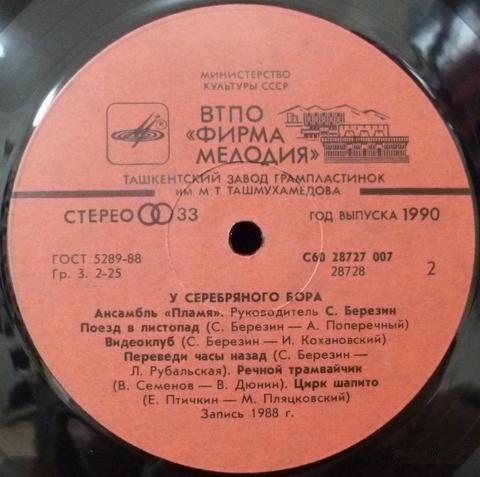 МИНИСТЕРСТВО
КУЛЬТУРЫ СССР
ВТПО
«ФИРМА
МЕЛОДИЯ»
®
ТАШКЕНТСКИЙ ЗАВОД ГРАМПЛАСТИНОК
ИМ М. Т. ТАШМУХАМЕДОВА
СТЕРЕО 33
ГОД ВЫПУСКА 1990
ГОСТ 5289-88
Гр. 3. 2-25
С60 28727 007
28728
2
У СЕРЕБРЯНОГО БОРА
Ансамбль «Пламя». Руководитель С. Березин
Поезд в листопад (С. Березин — А. Поперечный)
Видеоклуб (С. Березин — И. Кохановский)
Переведи часы назад (С. Березин —
Л. Рубальская). Речной трамвайчик
(В. Семенов — В. Дюнин). Цирк шапито
(Е. Птичкин — М. Пляцковский)
Запись 1988 г.